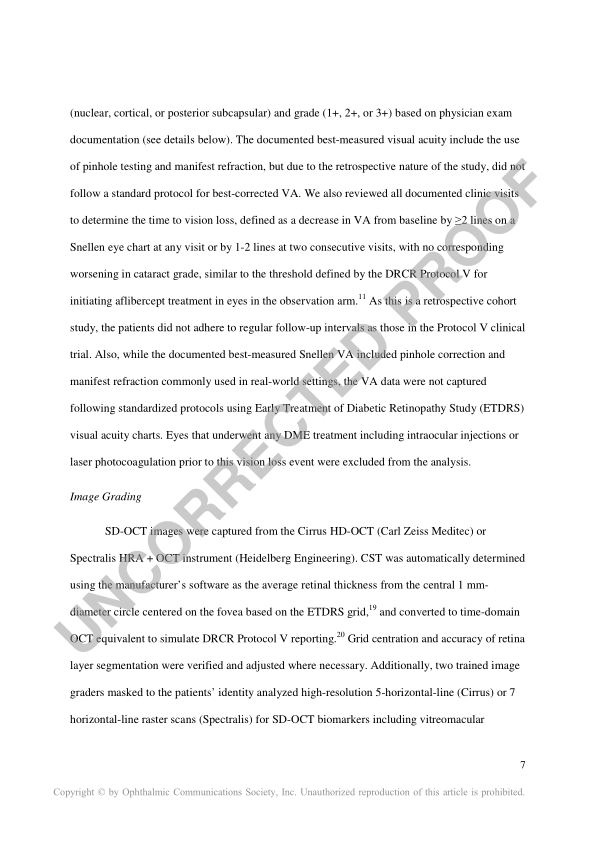 (nuclear, cortical, or posterior subcapsular) and grade (1+, 2+, or 3+) based on physician exam
documentation (see details below). The documented best-measured visual acuity include the use
of pinhole testing and manifest refraction, but due to the retrospective nature of the study, did not
follow a standard protocol for best-corrected VA. We also reviewed all documented clinic visits
to determine the time to vision loss, defined as a decrease in VA from baseline by ≥2 lines on a
Snellen eye chart at any visit or by 1-2 lines at two consecutive visits, with no corresponding
worsening in cataract grade, similar to the threshold defined by the DRCR Protocol V for
initiating aflibercept treatment in eyes in the observation arm.11 As this is a retrospective cohort
study, the patients did not adhere to regular follow-up intervals as those in the Protocol V clinical
trial. Also, while the documented best-measured Snellen VA included pinhole correction and
manifest refraction commonly used in real-world settings, the VA data were not captured
following standardized protocols using Early Treatment of Diabetic Retinopathy Study (ETDRS)
visual acuity charts. Eyes that underwent any DME treatment including intraocular injections or
laser photocoagulation prior to this vision loss event were excluded from the analysis.
Image Grading
SD-OCT images were captured from the Cirrus HD-OCT (Carl Zeiss Meditec) or
Spectralis HRA + OCT instrument (Heidelberg Engineering). CST was automatically determined
using the manufacturer's software as the average retinal thickness from the central 1 mm-
diameter circle centered on the fovea based on the ETDRS grid,19 and converted to time-domain
OCT equivalent to simulate DRCR Protocol V reporting.20 Grid centration and accuracy of retina
layer segmentation were verified and adjusted where necessary. Additionally, two trained image
graders masked to the patients' identity analyzed high-resolution 5-horizontal-line (Cirrus) or 7
horizontal-line raster scans (Spectralis) for SD-OCT biomarkers including vitreomacular
7
Copyright © by Ophthalmic Communications Society, Inc. Unauthorized reproduction of this article is prohibited.
UNCORRECTED PROOF